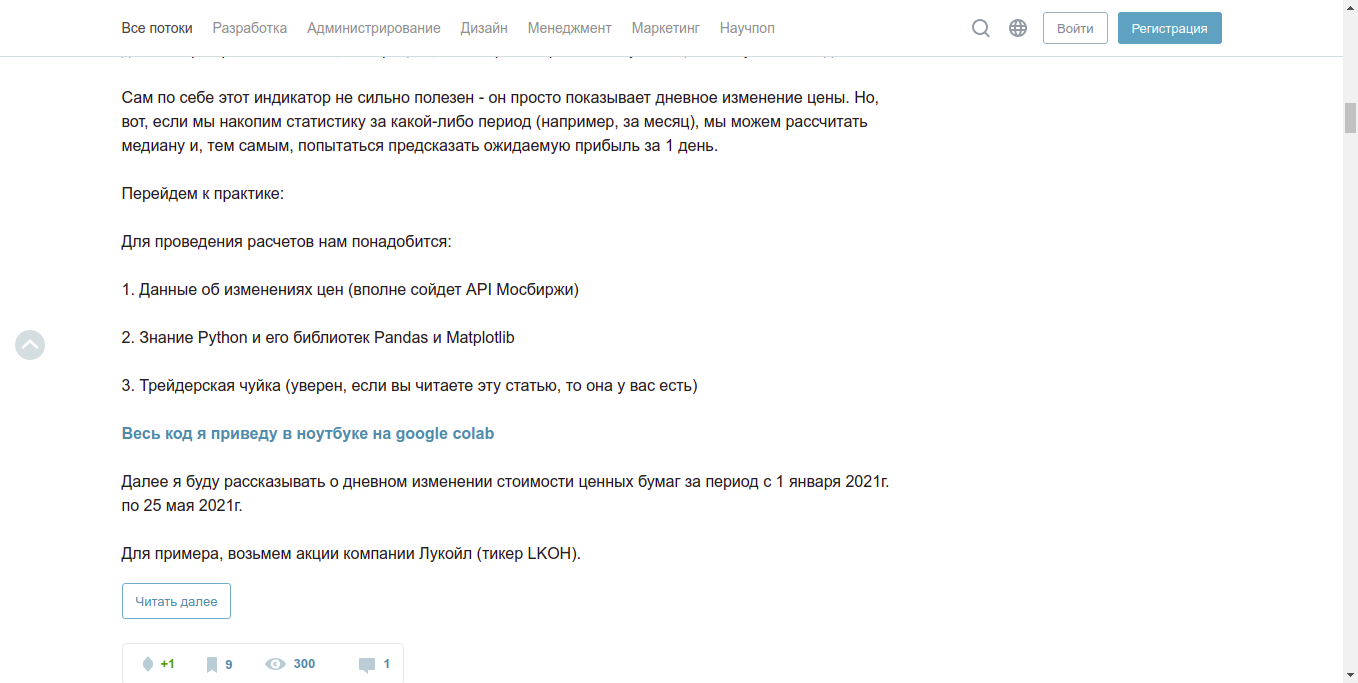 Все потоки Разработка Администрирование Дизайн Менеджмент Маркетинг Научпоп Войти Регистрация
Сам по себе этот индикатор не сильно полезен - он просто показывает дневное изменение цены. Но,
вот, если мы накопим статистику за какой-либо период (например, за месяц), мы можем рассчитать
медиану и, тем самым, попытаться предсказать ожидаемую прибыль за 1 день.
Перейдем к практике:
Для проведения расчетов нам понадобится:
1. Данные об изменениях цен (вполне сойдет API Мосбиржи)
2. Знание Python и его библиотек Pandas и Matplotlib
3. Трейдерская чуйка (уверен, если вы читаете эту статью, то она у вас есть)
Весь код я приведу в ноутбуке на google colab
Далее я буду рассказывать о дневном изменении стоимости ценных бумаг за период с 1 января 2021г.
по 25 мая 2021г.
Для примера, возьмем акции компании Лукойл (тикер LKOH).
Читать далее
+1 9 300 1